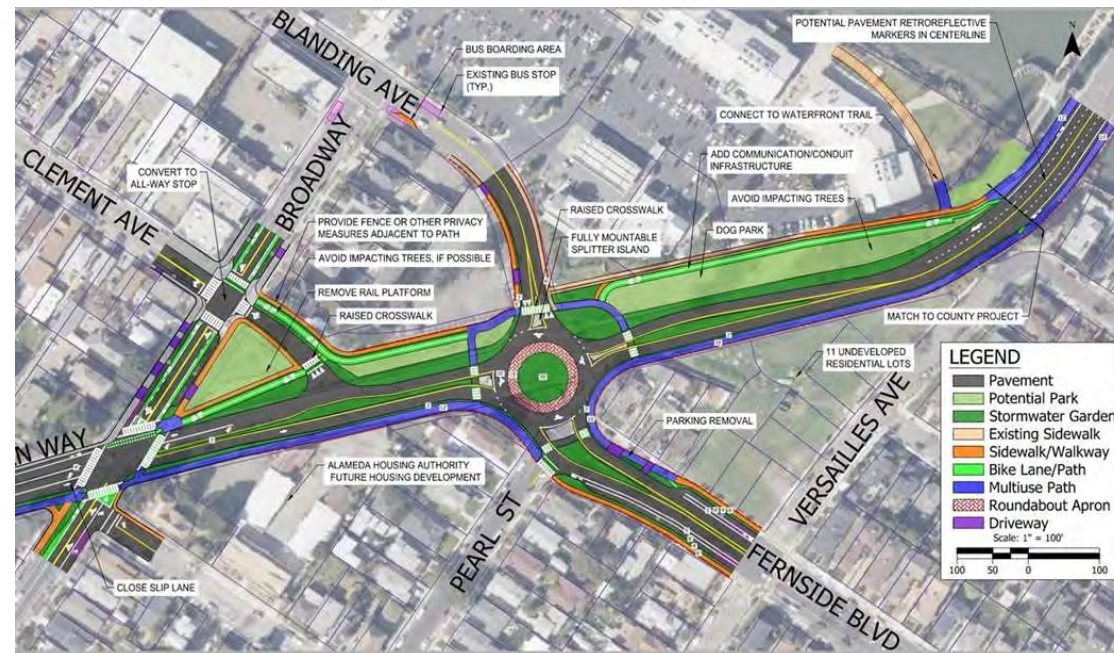 BLANDING AVE.
BUS BOARDING AREA
EXISTING BUS STOP
(TYP.)
POTENTIAL PAVEMENT RETROREFLECTIVE
MARKERS IN CENTERLINE
N
CLEMENT AVE
CONVERT TO
ALL-WAY STOP
BROADWAY
CONNECT TO WATERFRONT TRAIL
ADD COMMUNICATION/CONDUIT
INFRASTRUCTURE
AVOID IMPACTING TREES
PROVIDE FENCE OR OTHER PRIVACY
MEASURES ADJACENT TO PATH
RAISED CROSSWALK
FULLY MOUNTABLE
SPLITTER ISLAND
DOG PARK
AVOID IMPACTING TREES, IF POSSIBLE
REMOVE RAIL PLATFORM
RAISED CROSSWALK
MATCH TO COUNTY PROJECT
11 UNDEVELOPED
RESIDENTIAL LOTS
PARKING REMOVAL
N WAY
ALAMEDA HOUSING AUTHORITY
FUTURE HOUSING DEVELOPMENT
PEARL ST
VERSAILLES AVE
FERNSIDE BLVD
CLOSE SLIP LANE
LEGEND
Pavement
Potential Park
Stormwater Garden
Existing Sidewalk
Sidewalk/Walkway
Bike Lane/Path
Multiuse Path
Roundabout Apron
Driveway
Scale: 1" = 100'
100 50 0 100